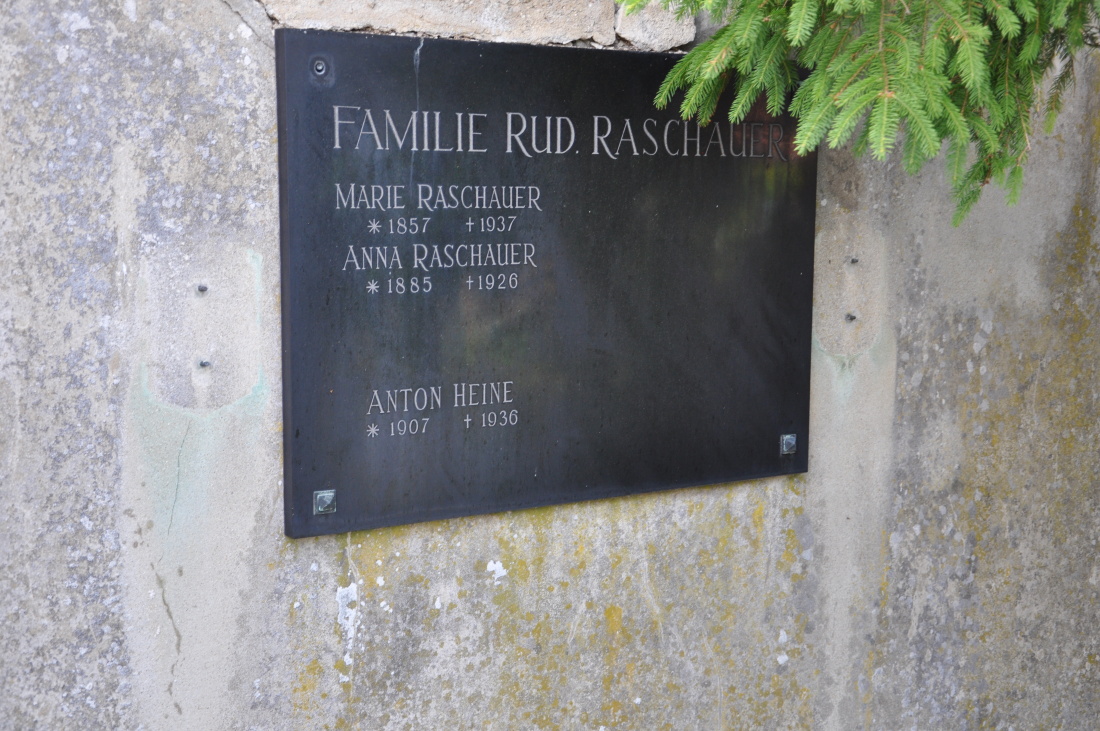 FAMILIE RUD. RASCHAUER
MARIE RASCHAUER
* 1857 † 1937
ANNA RASCHAUER
* 1885 † 1926
ANTON HEINE
* 1907 † 1936